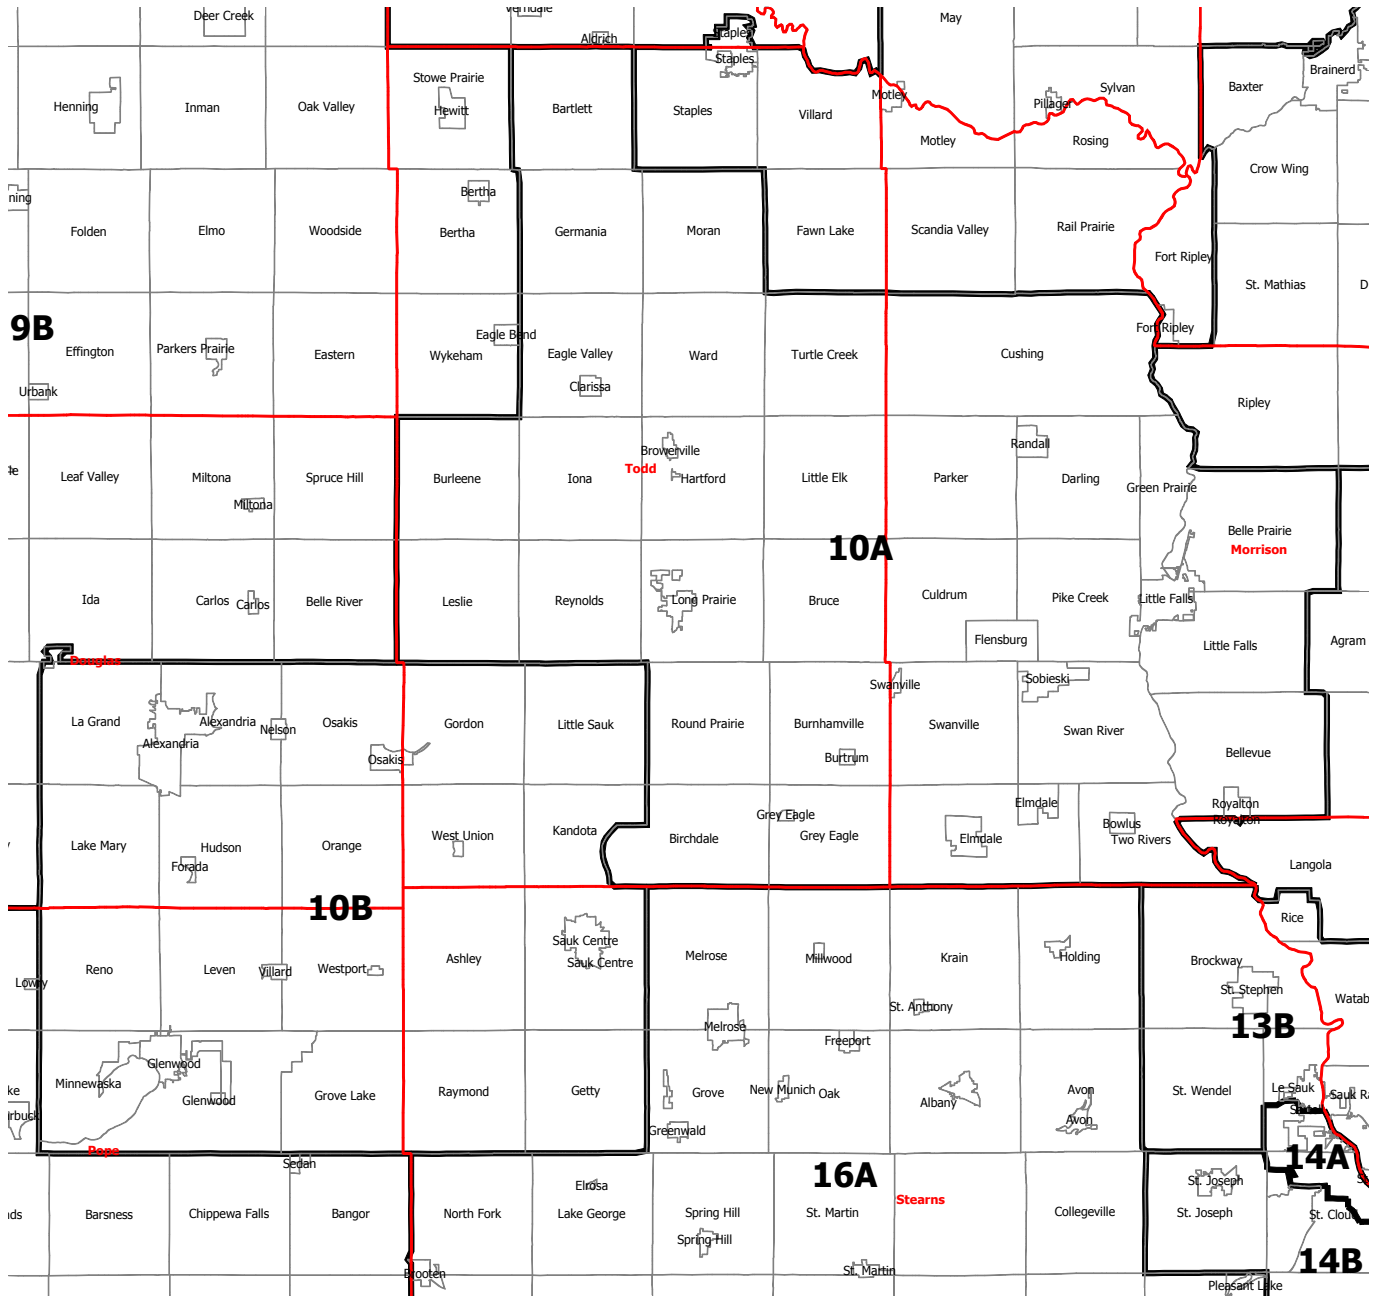 Deer Creek
Verndale
May
Aldrich
Staples
Staples
Brainerd
Stowe Prairie
Baxter
Sylvan
Motley
Pillager
Henning
Inman
Oak Valley
Hewitt
Bartlett
Staples
Villard
Motley
Rosing
Crow Wing
Bertha
ning
Folden
Elmo
Woodside
Bertha
Germania
Moran
Fawn Lake
Scandia Valley
Rail Prairie
Fort Ripley
St. Mathias
D
9B
Fort Ripley
Eagle Bend
Effington
Parkers Prairie
Eastern
Wykeham
Eagle Valley
Ward
Turtle Creek
Cushing
Clarissa
Urbank
Ripley
Randall
Browerville
Todd
Leaf Valley
Miltona
Spruce Hill
Burleene
Iona
Hartford
Little Elk
Parker
Darling
Green Prairie
Miltona
Belle Prairie
Morrison
10A
Ida
Carlos
Carlos
Belle River
Leslie
Reynolds
Long Prairie
Bruce
Culdrum
Pike Creek
Little Falls
Flensburg
Little Falls
Agram
Douglas
Swanville
Sobieski
La Grand
Alexandria
Nelson
Osakis
Gordon
Little Sauk
Round Prairie
Burnhamville
Swanville
Swan River
Alexandria
Osakis
Burtrum
Bellevue
Elmdale
Royalton
Grey Eagle
Royalton
Bowlus
Lake Mary
Hudson
Orange
West Union
Kandota
Birchdale
Grey Eagle
Elmdale
Two Rivers
Forada
Langola
10B
Rice
Sauk Centre
Ashley
Sauk Centre
Melrose
Millwood
Krain
Holding
Brockway
Reno
Leven
Villard
Westport
Lowry
St. Stephen
Watab
St. Anthony
13B
Melrose
Freeport
Glenwood
Minnewaska
Glenwood
Grove Lake
Raymond
Getty
Grove
New Munich
Oak
Albany
Avon
Avon
St. Wendel
Le Sauk
Sauk Ra
ke
rbuck
Greenwald
Pope
Sedan
14A
16A
Stearns
St. Joseph
Elrosa
Barsness
Chippewa Falls
Bangor
North Fork
Lake George
Spring Hill
St. Martin
Collegeville
St. Joseph
St. Cloud
nds
Spring Hill
14B
Brooten
St. Martin
Pleasant Lake